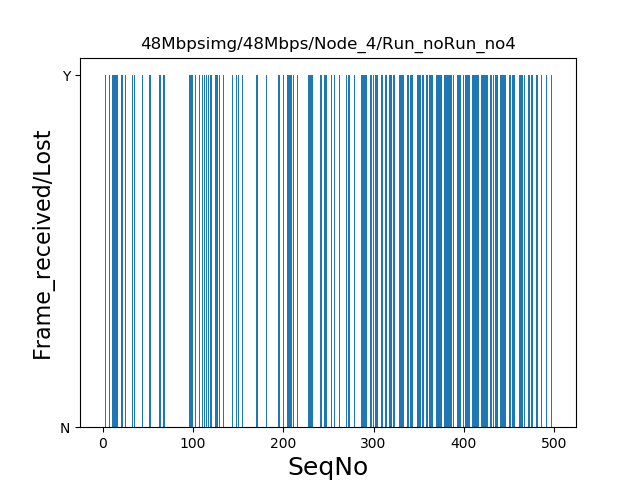 48Mbpsimg/48Mbps/Node_4/Run_noRun_no4
Y
Frame_received/Lost
N
0 100 200 300 400 500
SeqNo